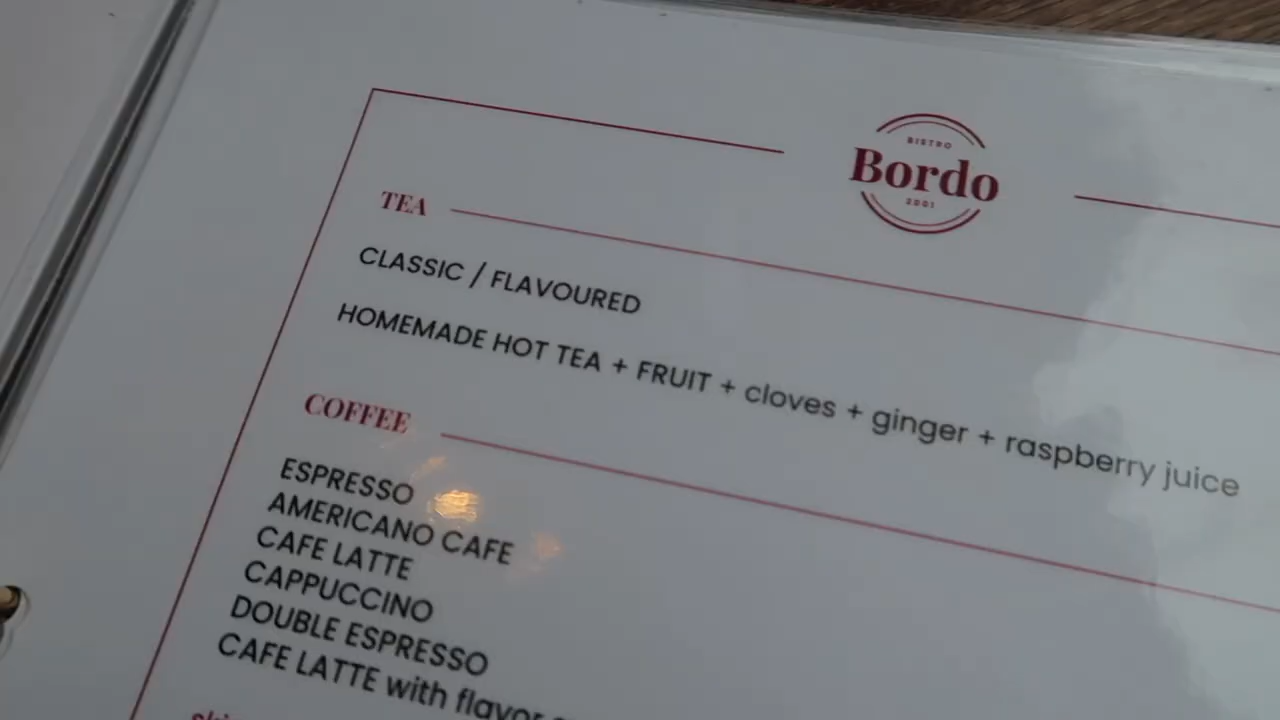 BISTRO
Bordo
2001
TEA
CLASSIC / FLAVOURED
HOMEMADE HOT TEA + FRUIT + cloves + ginger + raspberry juice
COFFEE
ESPRESSO
AMERICANO CAFE
CAFE LATTE
CAPPUCCINO
DOUBLE ESPRESSO
CAFE LATTE with flavor